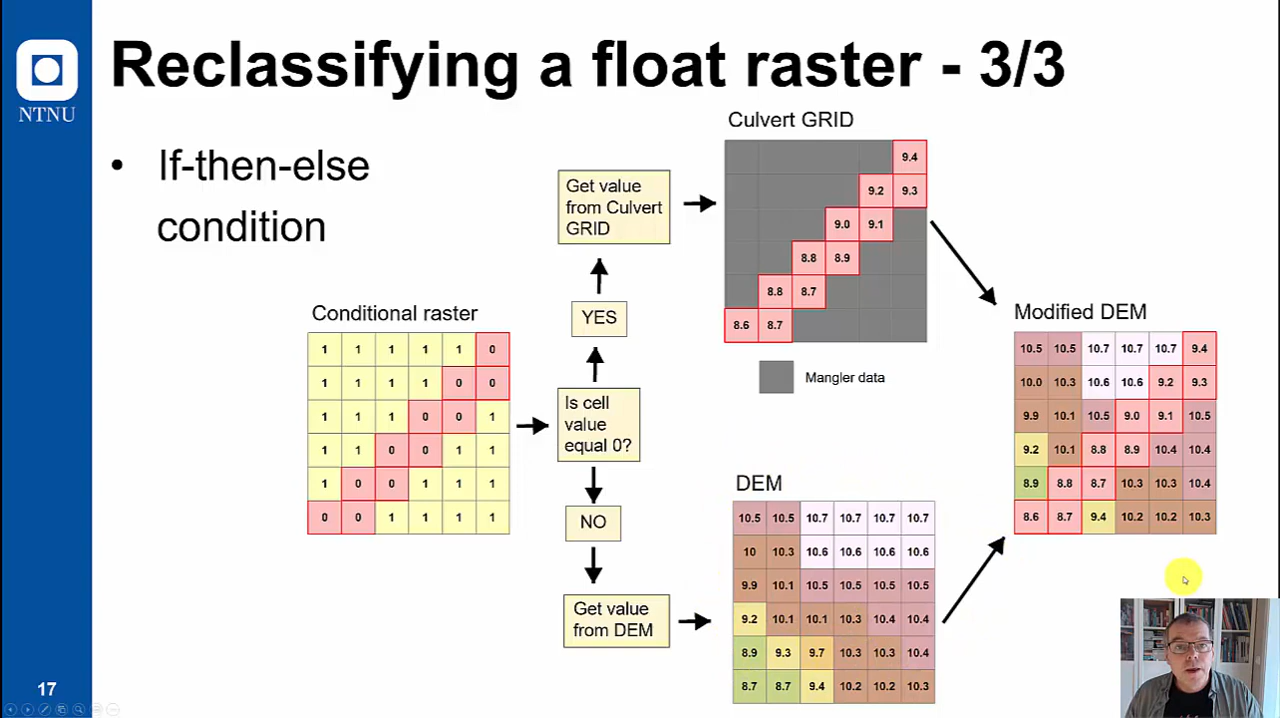 Reclassifying a float raster - 3/3
NTNU
• If-then-else
condition
Culvert GRID
Get value
from Culvert
GRID
9.4
9.2 9.3
9.0 9.1
8.8 8.9
8.8 8.7
8.6 8.7
Mangler data
YES
Conditional raster
1 1 1 1 1 0
1 1 1 1 0 0
1 1 1 0 0 1
1 1 0 0 1 1
1 0 0 1 1 1
0 0 1 1 1 1
Is cell
value
equal 0?
NO
Get value
from DEM
DEM
10.5 10.5 10.7 10.7 10.7 10.7
10 10.3 10.6 10.6 10.6 10.6
9.9 10.1 10.5 10.5 10.5 10.5
9.2 10.1 10.1 10.3 10.4 10.4
8.9 9.3 9.7 10.3 10.3 10.4
8.7 8.7 9.4 10.2 10.2 10.3
Modified DEM
10.5 10.5 10.7 10.7 10.7 9.4
10.0 10.3 10.6 10.6 9.2 9.3
9.9 10.1 10.5 9.0 9.1 10.5
9.2 10.1 8.8 8.9 10.4 10.4
8.9 8.8 8.7 10.3 10.3 10.4
8.6 8.7 9.4 10.2 10.2 10.3
17